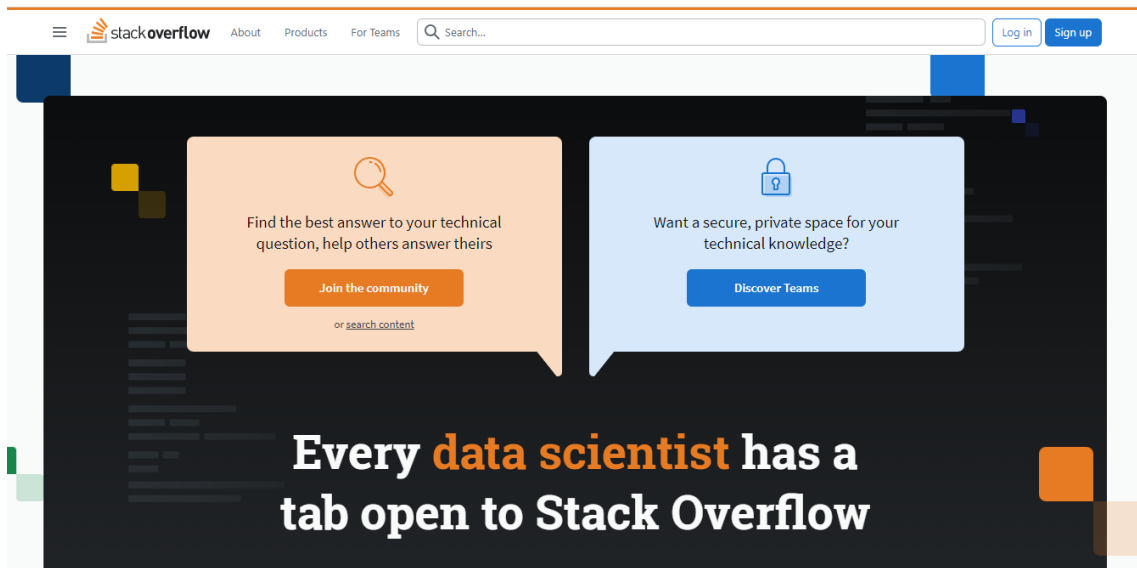 stackoverflow About Products For Teams Search... Log in Sign up
Find the best answer to your technical
question, help others answer theirs
Join the community
or search content
Want a secure, private space for your
technical knowledge?
Discover Teams
Every data scientist has a
tab open to Stack Overflow